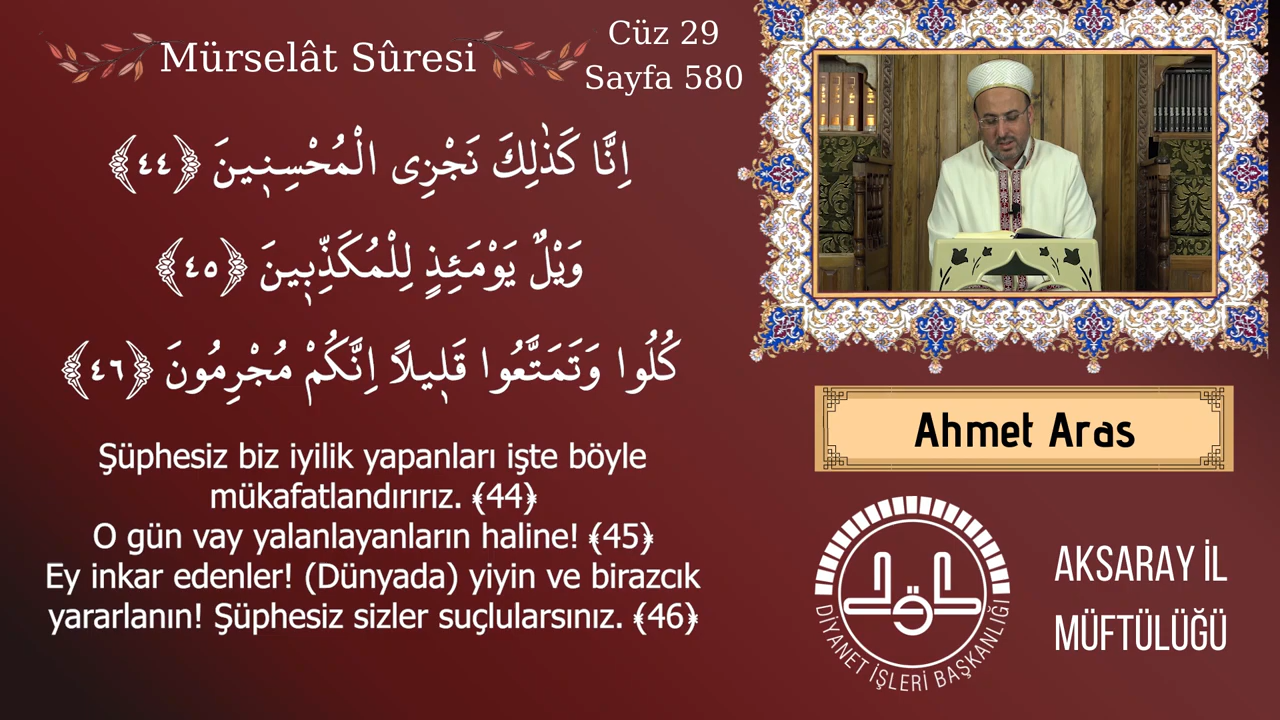 Mürselât Sûresi
Cüz 29
Sayfa 580
اِنَّا كَذٰلِكَ نَجْزِى الْمُحْسِن۪ينَ ﴿٤٤﴾
وَيْلٌ يَوْمَئِذٍ لِلْمُكَذِّب۪ينَ ﴿٤٥﴾
كُلُوا وَتَمَتَّعُوا قَل۪يلاً اِنَّكُمْ مُجْرِمُونَ ﴿٤٦﴾
Şüphesiz biz iyilik yapanları işte böyle
mükafatlandırırız. ﴾44﴿
O gün vay yalanlayanların haline! ﴾45﴿
Ey inkar edenler! (Dünyada) yiyin ve birazcık
yararlanın! Şüphesiz sizler suçlularsınız. ﴾46﴿
Ahmet Aras
DİYANET İŞLERİ BAŞKANLIĞI
AKSARAY İL
MÜFTÜLÜĞÜ